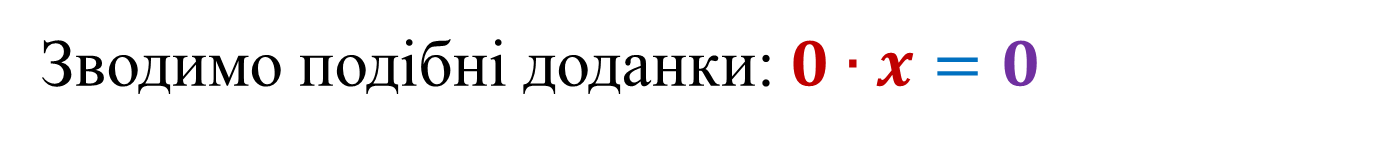 Зводимо подібні доданки: 0 · x = 0